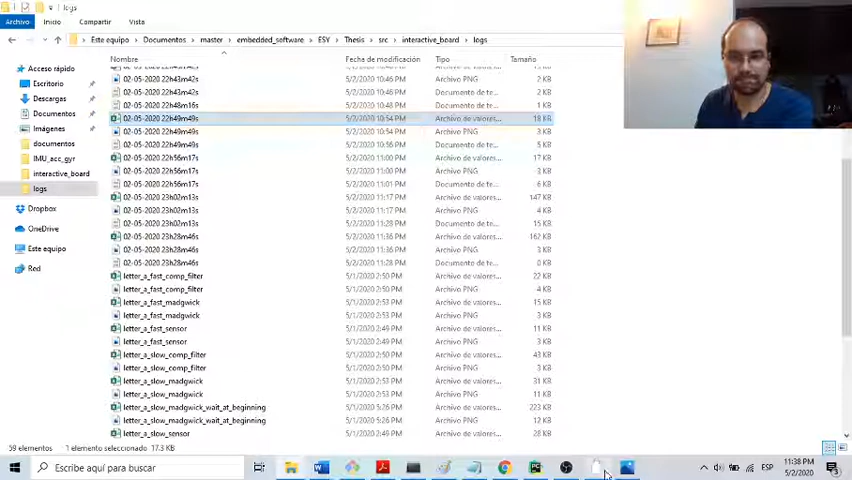 logs
Archivo Inicio Compartir Vista
Este equipo > Documentos > master > embedded_software > ESV > Thesis > src > interactive_board > logs
Nombre Fecha de modificación Tipo Tamaño
Acceso rápido
Escritorio
Descargas
Documentos
Imágenes
documentos
IMU_acc_gyr
interactive_board
logs
Dropbox
OneDrive
Este equipo
Red
02-05-2020 22h43m42s 5/2/2020 10:46 PM Archivo PNG 2 KB
02-05-2020 22h43m42s 5/2/2020 10:46 PM Documento de te... 2 KB
02-05-2020 22h48m16s 5/2/2020 10:48 PM Documento de te... 1 KB
02-05-2020 22h49m49s 5/2/2020 10:54 PM Archivo de valores... 18 KB
02-05-2020 22h49m49s 5/2/2020 10:54 PM Archivo PNG 3 KB
02-05-2020 22h49m49s 5/2/2020 10:56 PM Documento de te... 5 KB
02-05-2020 22h56m17s 5/2/2020 11:00 PM Archivo de valores... 17 KB
02-05-2020 22h56m17s 5/2/2020 11:00 PM Archivo PNG 3 KB
02-05-2020 22h56m17s 5/2/2020 11:01 PM Documento de te... 6 KB
02-05-2020 23h02m13s 5/2/2020 11:17 PM Archivo de valores... 147 KB
02-05-2020 23h02m13s 5/2/2020 11:17 PM Archivo PNG 4 KB
02-05-2020 23h02m13s 5/2/2020 11:28 PM Documento de te... 15 KB
02-05-2020 23h28m46s 5/2/2020 11:36 PM Archivo de valores... 162 KB
02-05-2020 23h28m46s 5/2/2020 11:36 PM Archivo PNG 3 KB
02-05-2020 23h28m46s 5/2/2020 11:28 PM Documento de te... 0 KB
letter_a_fast_comp_filter 5/1/2020 2:50 PM Archivo de valores... 22 KB
letter_a_fast_comp_filter 5/1/2020 2:50 PM Archivo PNG 4 KB
letter_a_fast_madgwick 5/1/2020 2:53 PM Archivo de valores... 15 KB
letter_a_fast_madgwick 5/1/2020 2:53 PM Archivo PNG 3 KB
letter_a_fast_sensor 5/1/2020 2:49 PM Archivo de valores... 11 KB
letter_a_fast_sensor 5/1/2020 2:49 PM Archivo PNG 3 KB
letter_a_slow_comp_filter 5/1/2020 2:50 PM Archivo de valores... 43 KB
letter_a_slow_comp_filter 5/1/2020 2:50 PM Archivo PNG 3 KB
letter_a_slow_madgwick 5/1/2020 2:53 PM Archivo de valores... 31 KB
letter_a_slow_madgwick 5/1/2020 2:53 PM Archivo PNG 11 KB
letter_a_slow_madgwick_wait_at_beginning 5/1/2020 5:26 PM Archivo de valores... 223 KB
letter_a_slow_madgwick_wait_at_beginning 5/1/2020 5:26 PM Archivo PNG 12 KB
letter_a_slow_sensor 5/1/2020 2:49 PM Archivo de valores... 28 KB
59 elementos 1 elemento seleccionado 17.3 KB
Escribe aquí para buscar
ESP
11:38 PM
5/2/2020